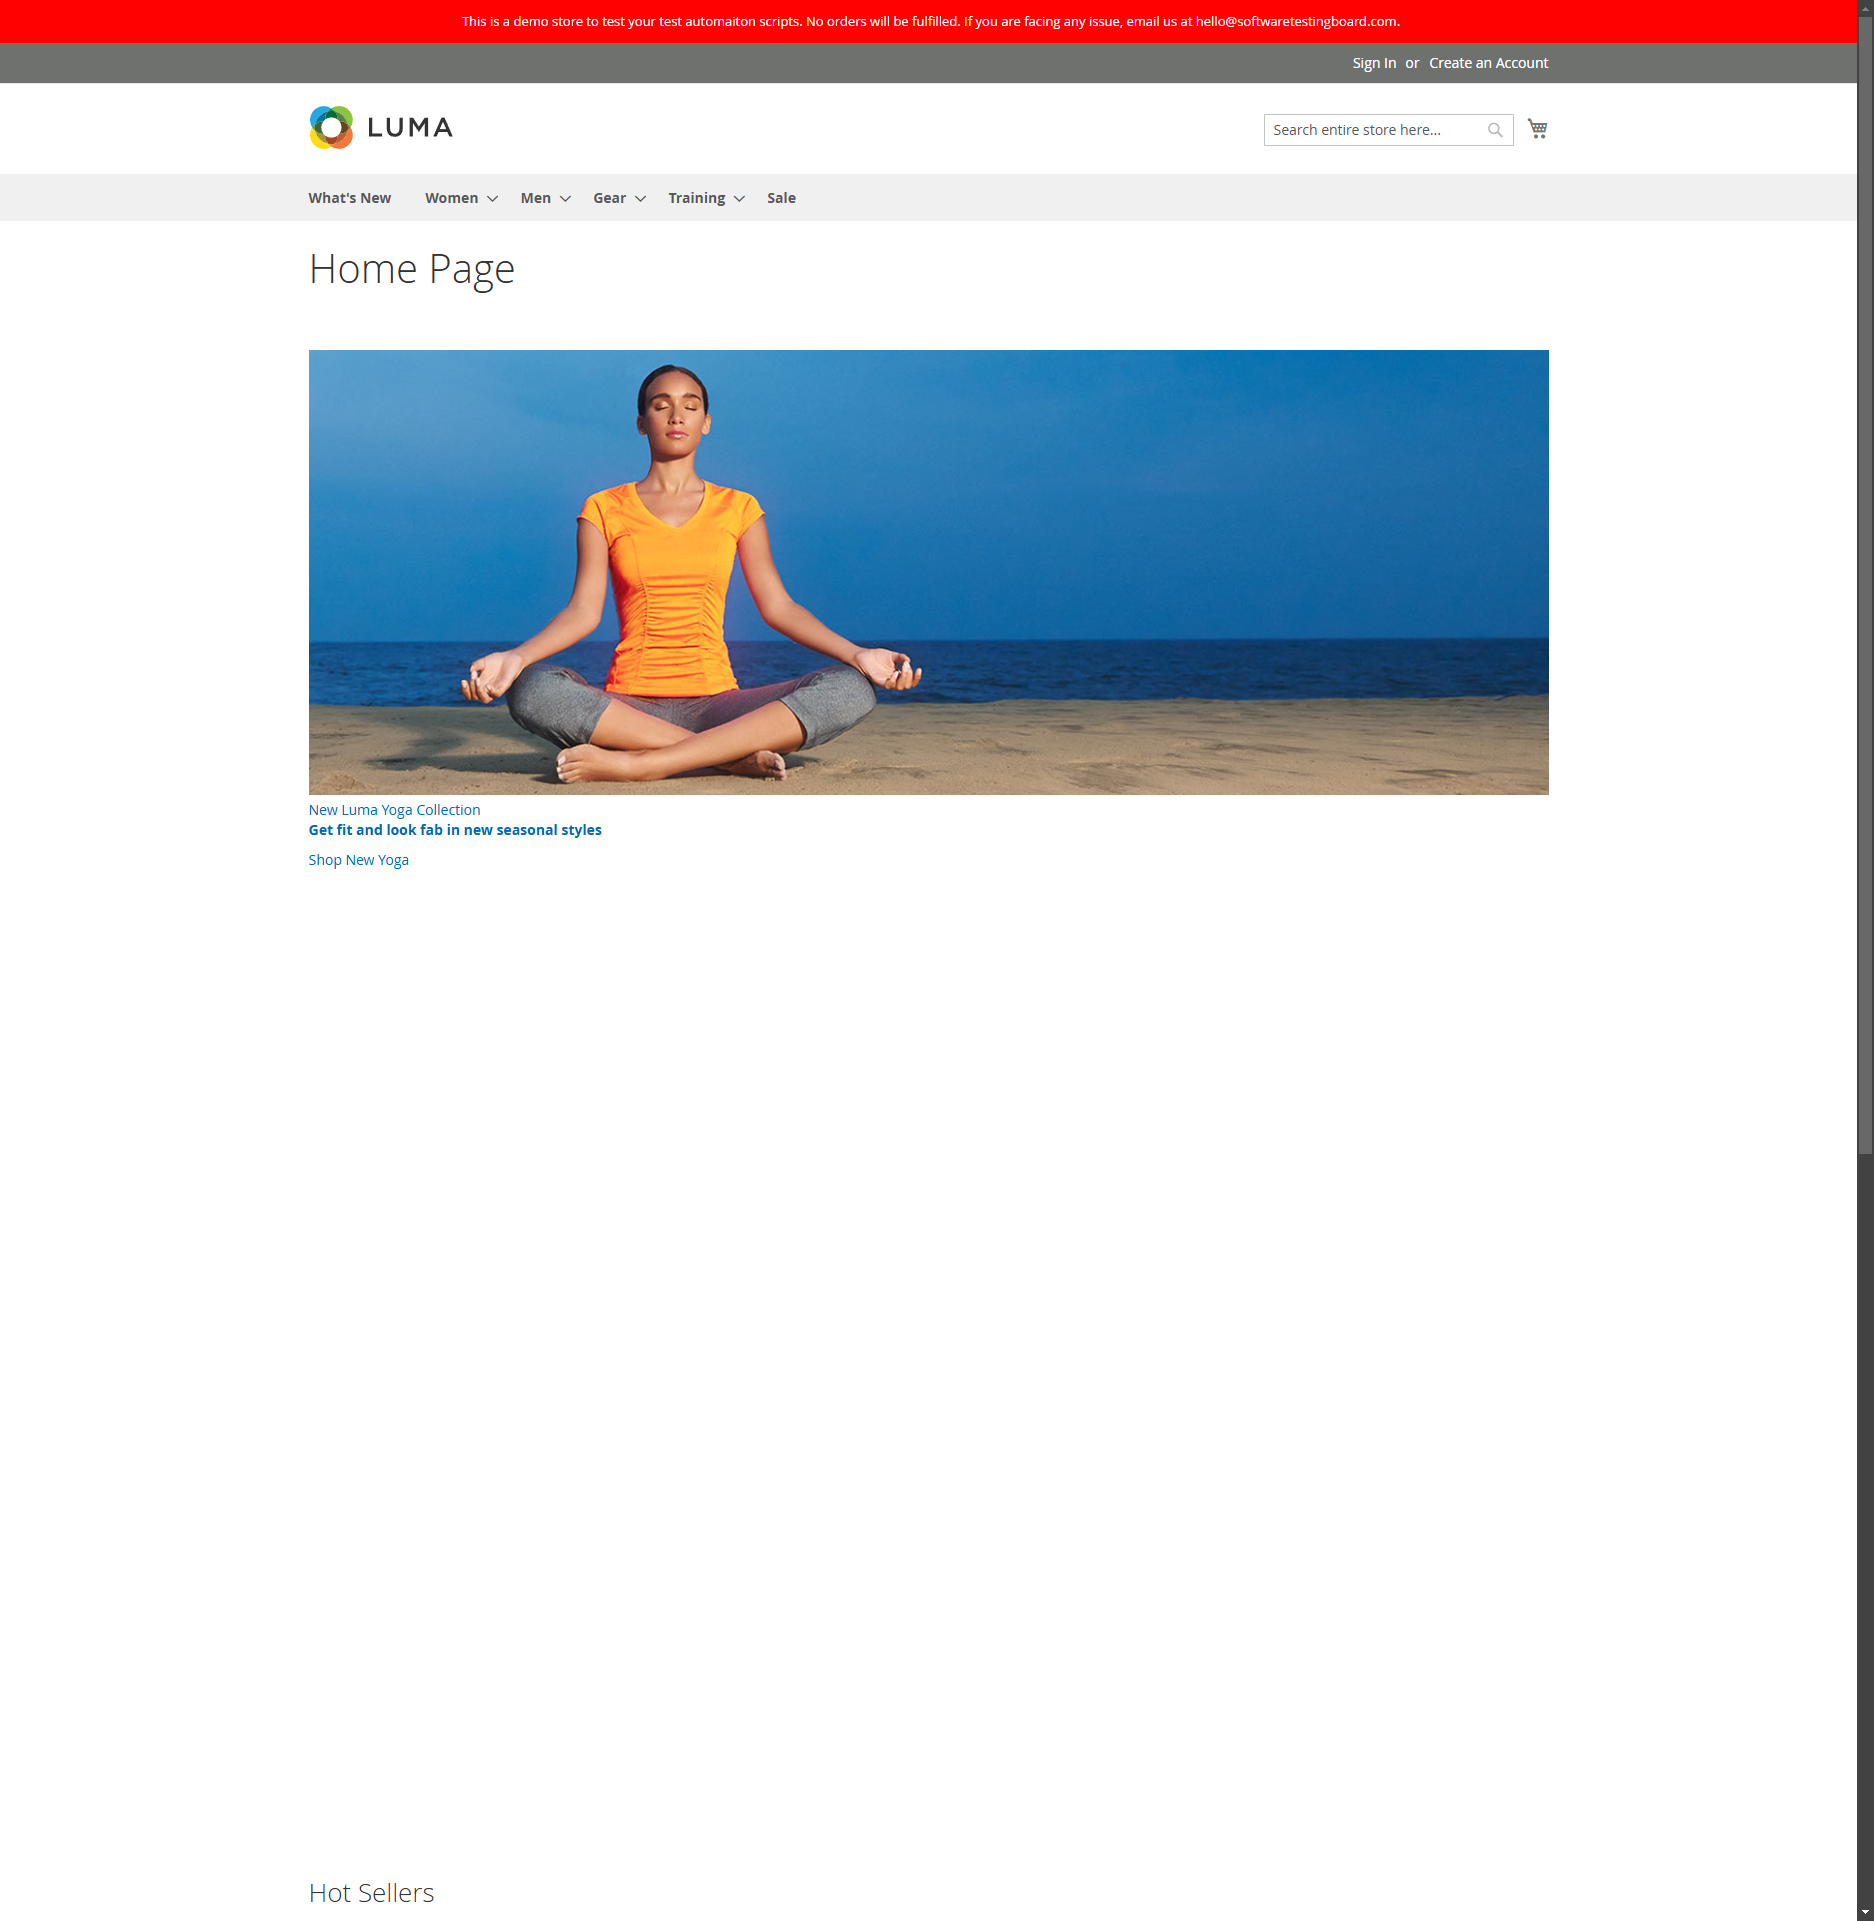 This is a demo store to test your test automaiton scripts. No orders will be fulfilled. If you are facing any issue, email us at hello@softwaretestingboard.com.
Sign In or Create an Account
LUMA
Search entire store here...
What's New Women Men Gear Training Sale
Home Page
New Luma Yoga Collection
Get fit and look fab in new seasonal styles
Shop New Yoga
Hot Sellers